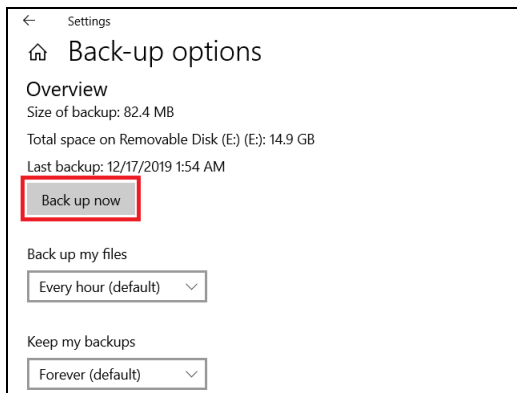 Settings
Back-up options
Overview
Size of backup: 82.4 MB
Total space on Removable Disk (E:) (E:): 14.9 GB
Last backup: 12/17/2019 1:54 AM
Back up now
Back up my files
Every hour (default)
Keep my backups
Forever (default)